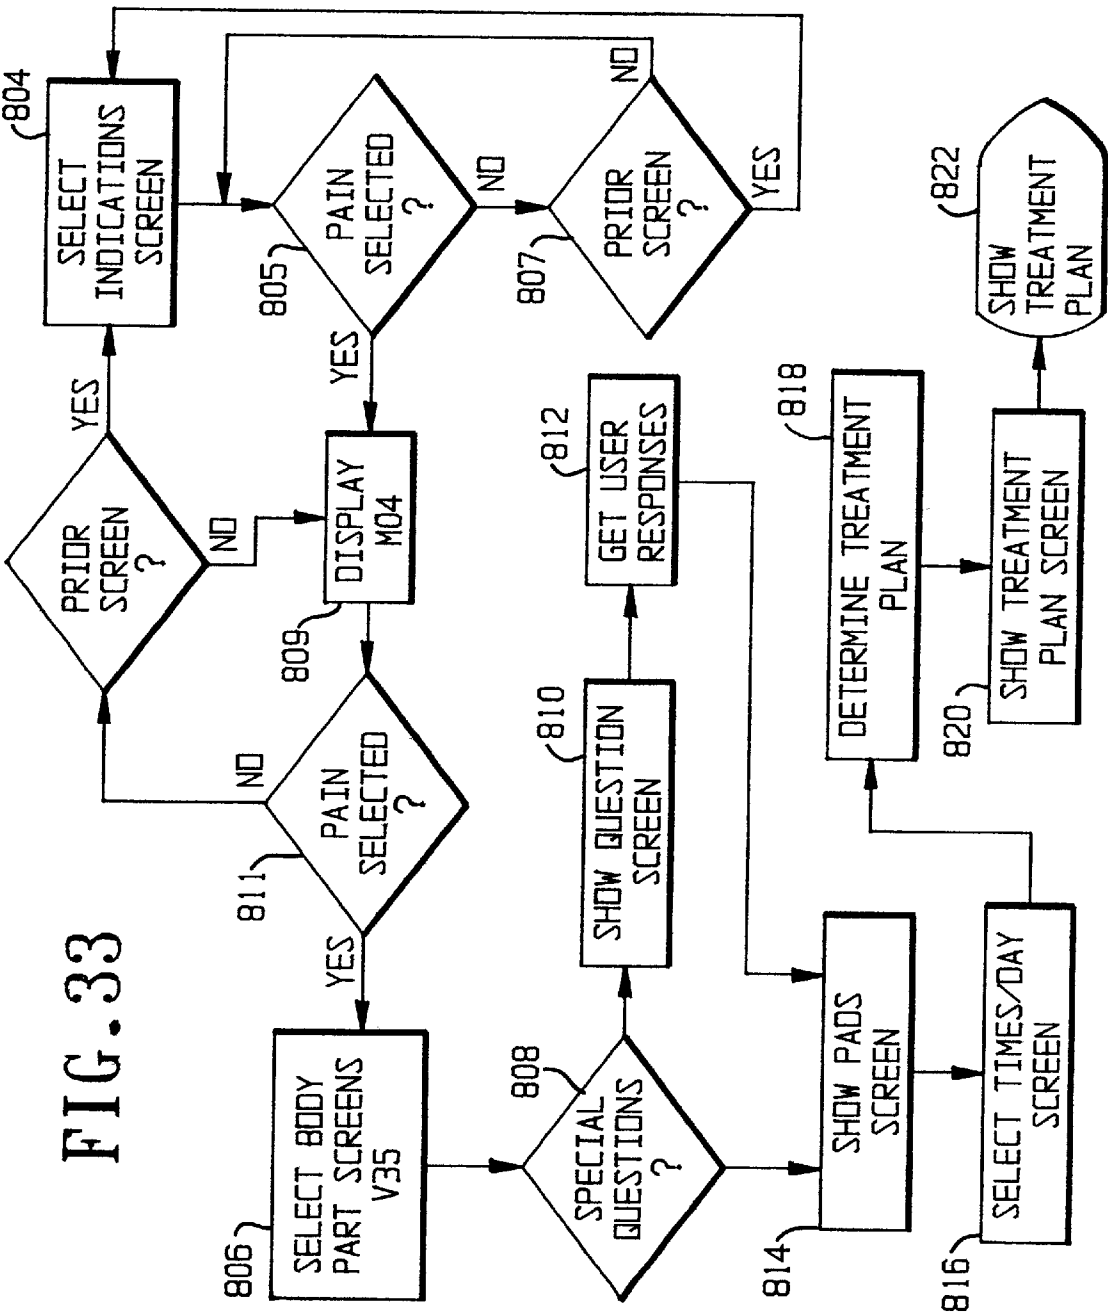 FIG. 33
804
SELECT
INDICATIONS
SCREEN
YES
PRIOR
SCREEN
?
NO
805
PAIN
SELECTED
?
NO
YES
807
PRIOR
SCREEN
?
NO
YES
DISPLAY
M04
809
811
PAIN
SELECTED
?
NO
YES
806
SELECT BODY
PART SCREENS
V35
808
SPECIAL
QUESTIONS
?
810
SHOW QUESTION
SCREEN
812
GET USER
RESPONSES
814
SHOW PADS
SCREEN
816
SELECT TIMES/DAY
SCREEN
818
DETERMINE TREATMENT
PLAN
820
SHOW TREATMENT
PLAN SCREEN
822
SHOW
TREATMENT
PLAN